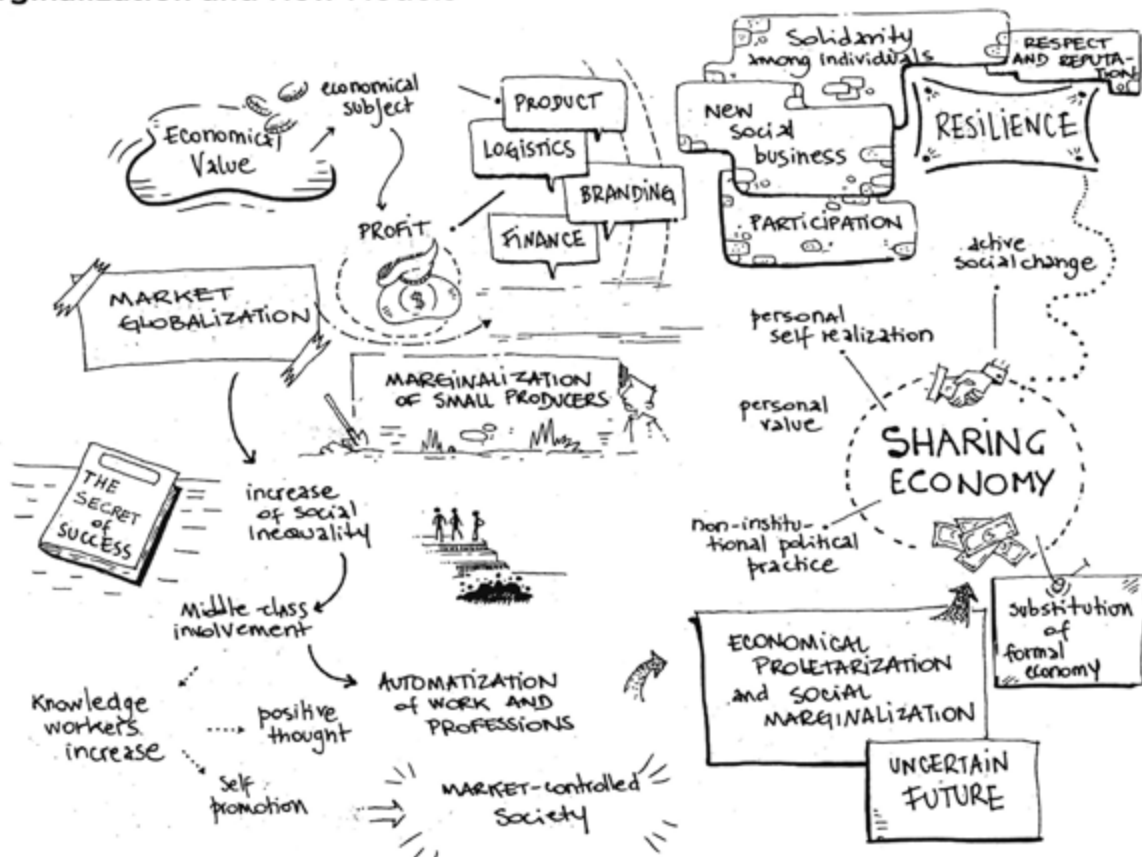 Marginalization and New Models
economical
subject
Economical
Value
PRODUCT
LOGISTICS
BRANDING
FINANCE
PROFIT
$
MARKET
GLOBALIZATION
MARGINALIZATION
OF SMALL PRODUCERS
THE
SECRET
of
SUCCESS
increase
of social
Inequality
Middle-class
involvement
Knowledge
workers
increase
positive
thought
Self
promotion
AUTOMATIZATION
of WORK AND
PROFESSIONS
MARKET-controlled
Society
Solidarity
among individuals
RESPECT
AND REPUTA-
TION
NEW
social
business
RESILIENCE
PARTICIPATION
active
social change
personal
self realization
personal
value
SHARING
ECONOMY
non-institu-
tional political
practice
substitution
of
formal
economy
ECONOMICAL
PROLETARIZATION
and SOCIAL
MARGINALIZATION
UNCERTAIN
FUTURE